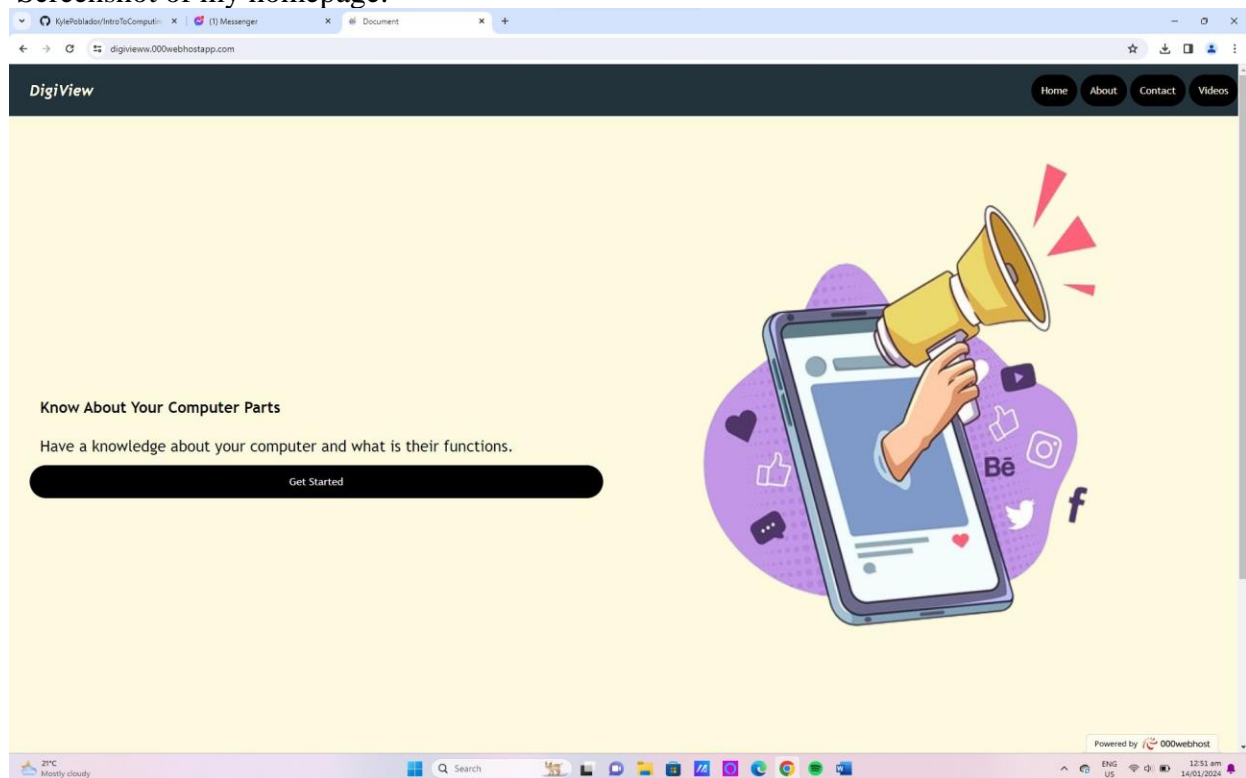 Screenshot of my homepage:
KylePoblador/IntroToComputin
(1) Messenger
Document
digivieww.000webhostapp.com
DigiView
Home About Contact Videos
Know About Your Computer Parts
Have a knowledge about your computer and what is their functions.
Get Started
Bē
f
Powered by 000webhost
21°C
Mostly cloudy
Search
ENG
US
12:51 am
14/01/2024